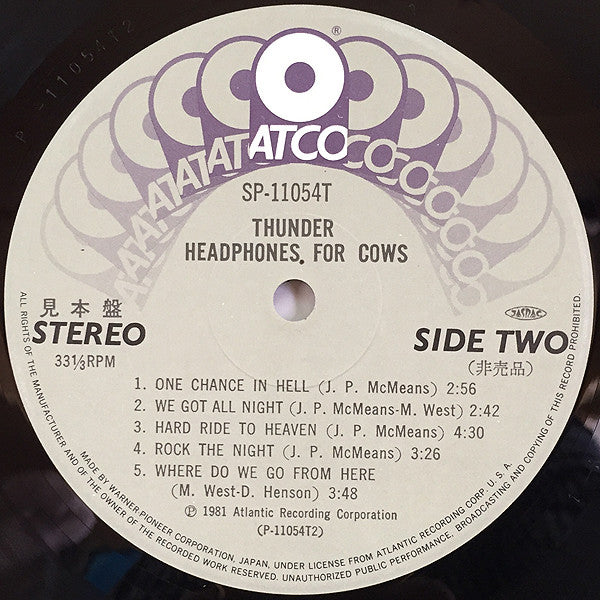 P-11054T2
®
ATATATATATCOCOCOCOCO
SP-11054T
THUNDER
HEADPHONES. FOR COWS
見本盤
STEREO
33⅓RPM
JASRAC
SIDE TWO
(非売品)
1. ONE CHANCE IN HELL (J. P. McMeans) 2:56
2. WE GOT ALL NIGHT (J. P. McMeans-M. West) 2:42
3. HARD RIDE TO HEAVEN (J. P. McMeans) 4:30
4. ROCK THE NIGHT (J. P. McMeans) 3:26
5. WHERE DO WE GO FROM HERE
(M. West-D. Henson) 3:48
℗ 1981 Atlantic Recording Corporation
(P-11054T2)
ALL RIGHTS OF THE MANUFACTURER AND OF THE OWNER OF THE RECORDED WORK RESERVED. UNAUTHORIZED PUBLIC PERFORMANCE, BROADCASTING AND COPYING OF THIS RECORD PROHIBITED.
MADE BY WARNER-PIONEER CORPORATION, JAPAN, UNDER LICENSE FROM ATLANTIC RECORDING CORP. U. S. A.